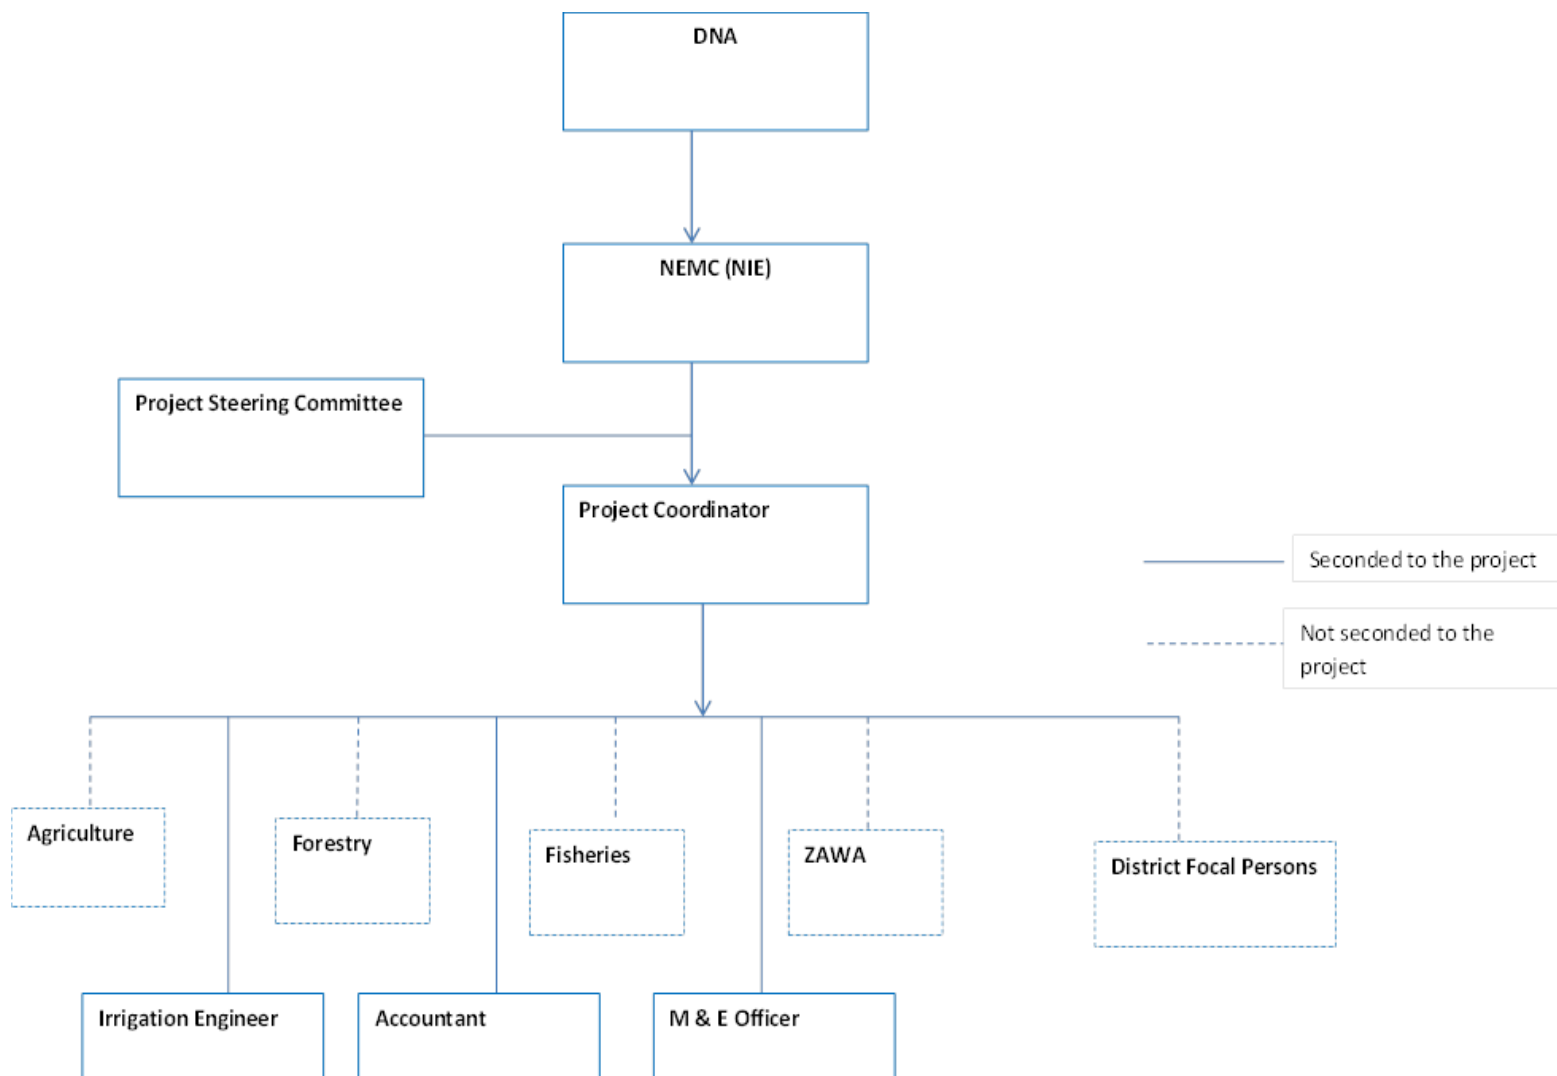 DNA
NEMC (NIE)
Project Steering Committee
Project Coordinator
Seconded to the project
Not seconded to the
project
Agriculture
Forestry
Fisheries
ZAWA
District Focal Persons
Irrigation Engineer
Accountant
M & E Officer